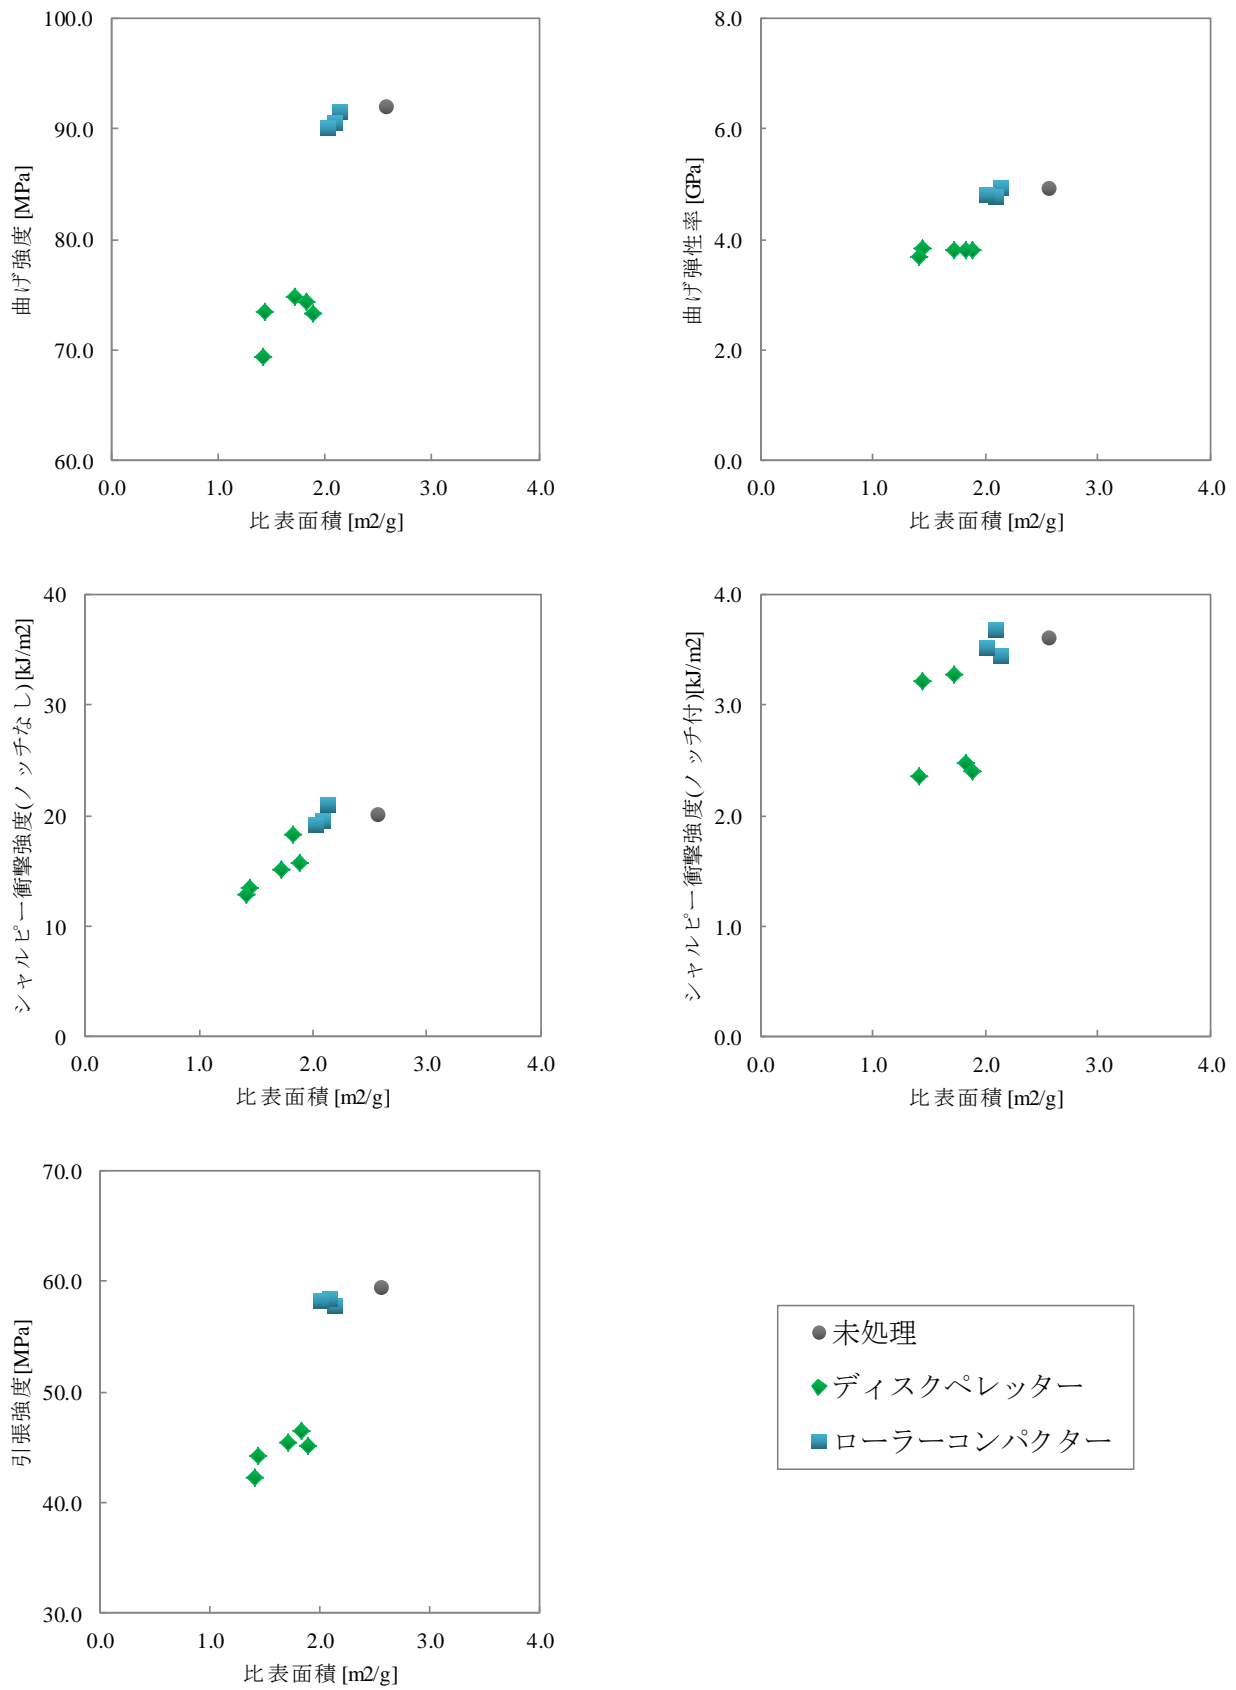 100.0
90.0
80.0
70.0
60.0
0.0 1.0 2.0 3.0 4.0
曲げ強度 [MPa]
比表面積 [m2/g]
8.0
6.0
4.0
2.0
0.0
0.0 1.0 2.0 3.0 4.0
曲げ弾性率 [GPa]
比表面積 [m2/g]
40
30
20
10
0
0.0 1.0 2.0 3.0 4.0
シャルピー衝撃強度(ノッチなし) [kJ/m2]
比表面積 [m2/g]
4.0
3.0
2.0
1.0
0.0
0.0 1.0 2.0 3.0 4.0
シャルピー衝撃強度(ノッチ付)[kJ/m2]
比表面積 [m2/g]
70.0
60.0
50.0
40.0
30.0
0.0 1.0 2.0 3.0 4.0
引張強度[MPa]
比表面積 [m2/g]
未処理
ディスクペレッター
ローラーコンパクター